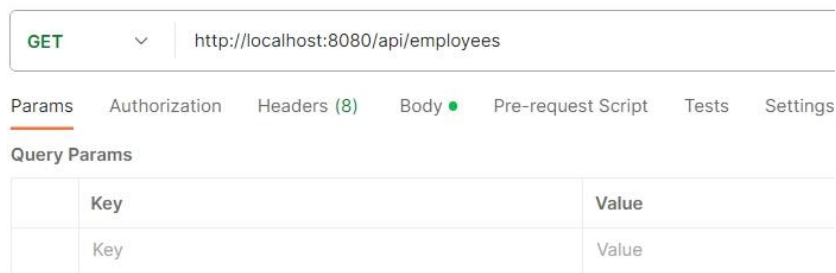 GET http://localhost:8080/api/employees
Params Authorization Headers (8) Body Pre-request Script Tests Settings
Query Params
Key Value
Key Value